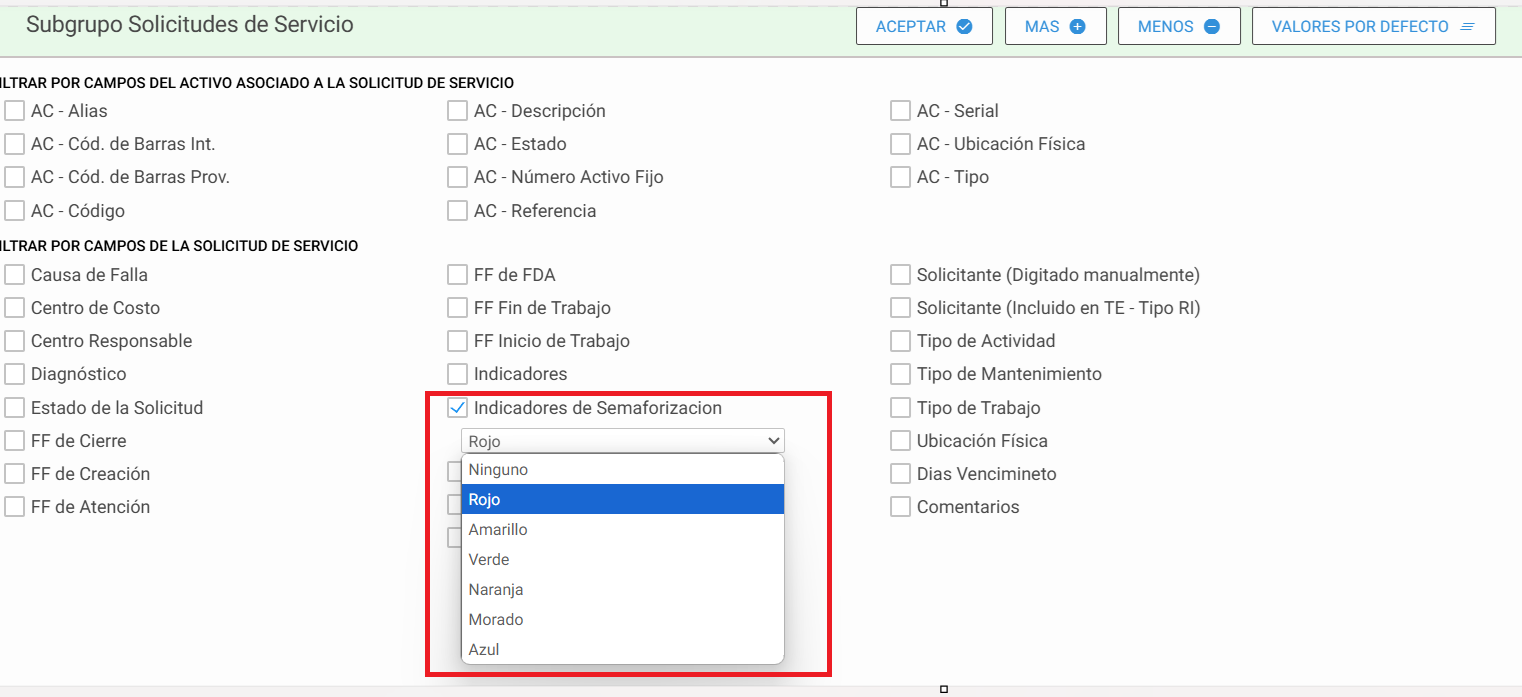 Subgrupo Solicitudes de Servicio
ACEPTAR
MAS
MENOS
VALORES POR DEFECTO
ILTRAR POR CAMPOS DEL ACTIVO ASOCIADO A LA SOLICITUD DE SERVICIO
AC - Alias
AC - Descripción
AC - Serial
AC - Cód. de Barras Int.
AC - Estado
AC - Ubicación Física
AC - Cód. de Barras Prov.
AC - Número Activo Fijo
AC - Tipo
AC - Código
AC - Referencia
ILTRAR POR CAMPOS DE LA SOLICITUD DE SERVICIO
Causa de Falla
FF de FDA
Solicitante (Digitado manualmente)
Centro de Costo
FF Fin de Trabajo
Solicitante (Incluido en TE - Tipo RI)
Centro Responsable
FF Inicio de Trabajo
Tipo de Actividad
Diagnóstico
Indicadores
Tipo de Mantenimiento
Estado de la Solicitud
Indicadores de Semaforizacion
Tipo de Trabajo
FF de Cierre
Rojo
Ubicación Física
FF de Creación
Ninguno
Dias Vencimineto
FF de Atención
Rojo
Comentarios
Amarillo
Verde
Naranja
Morado
Azul